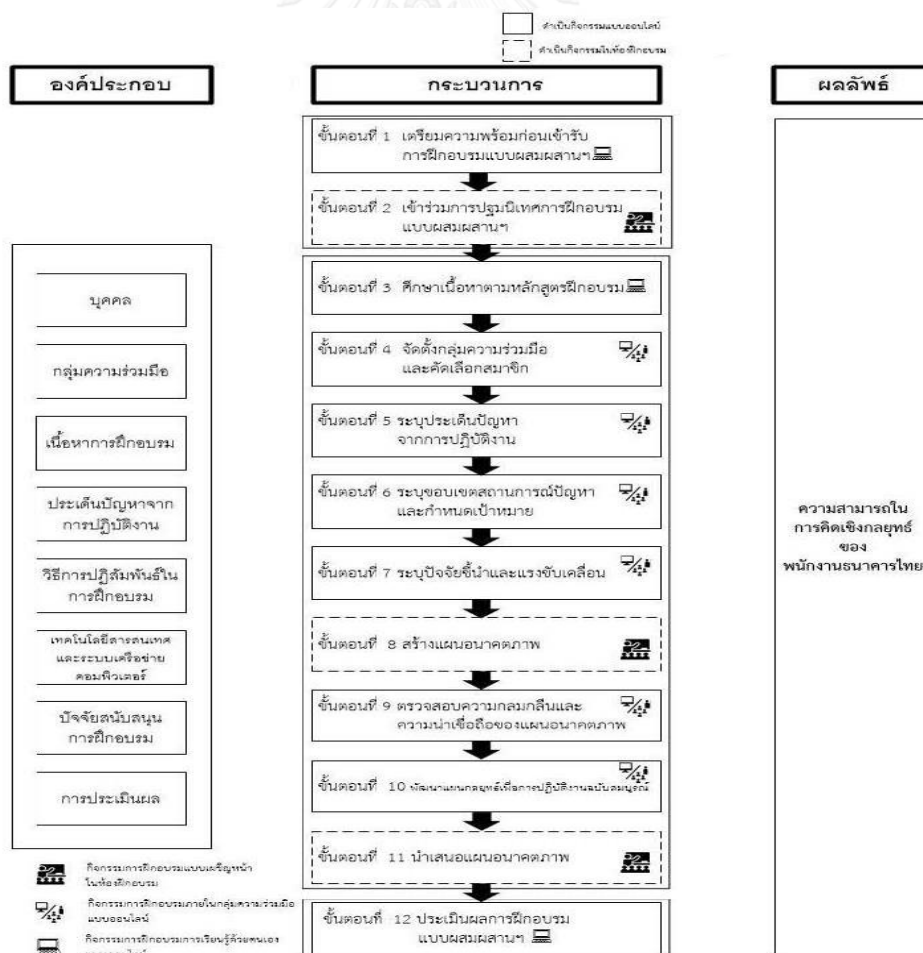 ดำเนินกิจกรรมแบบออนไลน์
ดำเนินกิจกรรมในห้องฝึกอบรม
องค์ประกอบ
กระบวนการ
ผลลัพธ์
บุคคล
กลุ่มความร่วมมือ
เนื้อหาการฝึกอบรม
ประเด็นปัญหาจาก
การปฏิบัติงาน
วิธีการปฏิสัมพันธ์ใน
การฝึกอบรม
เทคโนโลยีสารสนเทศ
และระบบเครือข่าย
คอมพิวเตอร์
ปัจจัยสนับสนุน
การฝึกอบรม
การประเมินผล
กิจกรรมการฝึกอบรมแบบเผชิญหน้า
ในห้องฝึกอบรม
กิจกรรมการฝึกอบรมภายในกลุ่มความร่วมมือ
แบบออนไลน์
กิจกรรมการฝึกอบรมการเรียนรู้ด้วยตนเอง
ขั้นตอนที่ 1 เตรียมความพร้อมก่อนเข้ารับ
การฝึกอบรมแบบผสมผสานฯ
ขั้นตอนที่ 2 เข้าร่วมการปฐมนิเทศการฝึกอบรม
แบบผสมผสานฯ
ขั้นตอนที่ 3 ศึกษาเนื้อหาตามหลักสูตรฝึกอบรม
ขั้นตอนที่ 4 จัดตั้งกลุ่มความร่วมมือ
และคัดเลือกสมาชิก
ขั้นตอนที่ 5 ระบุประเด็นปัญหา
จากการปฏิบัติงาน
ขั้นตอนที่ 6 ระบุขอบเขตสถานการณ์ปัญหา
และกำหนดเป้าหมาย
ขั้นตอนที่ 7 ระบุปัจจัยชี้นำและแรงขับเคลื่อน
ขั้นตอนที่ 8 สร้างแผนอนาคตภาพ
ขั้นตอนที่ 9 ตรวจสอบความกลมกลืนและ
ความน่าเชื่อถือของแผนอนาคตภาพ
ขั้นตอนที่ 10 พัฒนาแผนกลยุทธ์เพื่อการปฏิบัติงานฉบับสมบูรณ์
ขั้นตอนที่ 11 นำเสนอแผนอนาคตภาพ
ขั้นตอนที่ 12 ประเมินผลการฝึกอบรม
แบบผสมผสานฯ
ความสามารถใน
การคิดเชิงกลยุทธ์
ของ
พนักงานธนาคารไทย